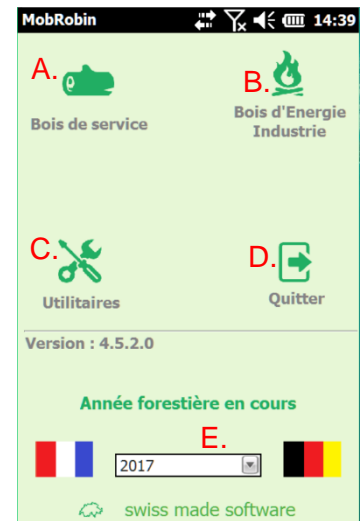 MobRobin 14:39
A. B.
Bois de service
Bois d'Energie
Industrie
C. D.
Utilitaires Quitter
Version : 4.5.2.0
Année forestière en cours
E.
2017
swiss made software